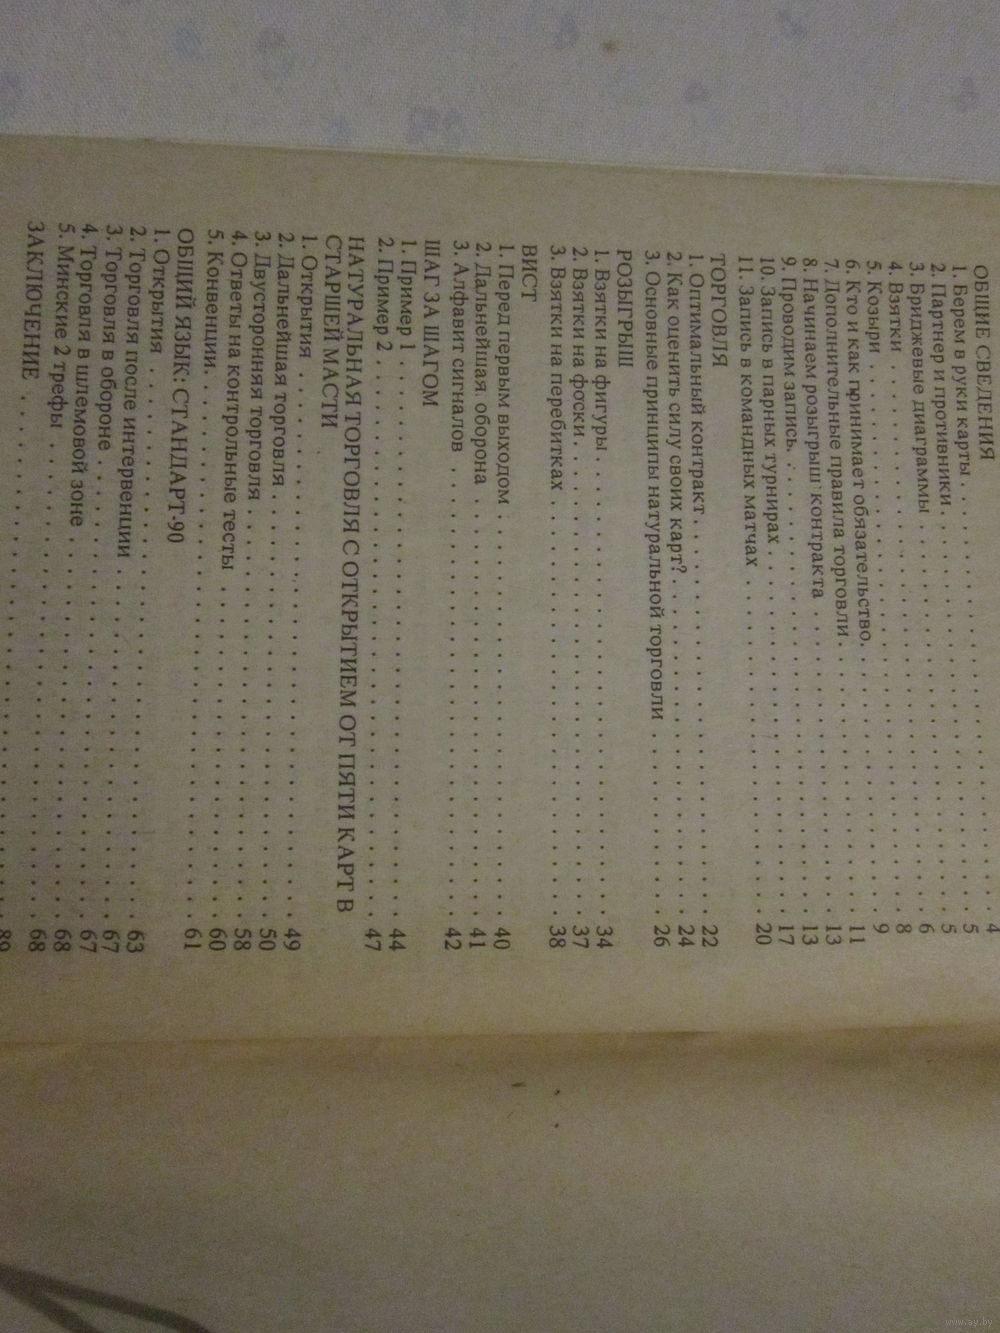 ОБЩИЕ СВЕДЕНИЯ
1. Берем в руки карты . . . . . . . . . . . . . . . . . . 4
2. Партнер и противники. . . . . . . . . . . . . . . . . 5
3. Бриджевые диаграммы . . . . . . . . . . . . . . . . . 5
4. Взятки . . . . . . . . . . . . . . . . . . . . . . . . 6
5. Козыри . . . . . . . . . . . . . . . . . . . . . . . . 8
6. Кто и как принимает обязательство. . . . . . . . . . . 9
7. Дополнительные правила торговли. . . . . . . . . . . . 11
8. Начинаем розыгрыш контракта . . . . . . . . . . . . . 13
9. Проводим запись. . . . . . . . . . . . . . . . . . . . 13
10. Запись в парных турнирах . . . . . . . . . . . . . . . 17
11. Запись в командных матчах . . . . . . . . . . . . . . 20
ТОРГОВЛЯ
1. Оптимальный контракт. . . . . . . . . . . . . . . . . 22
2. Как оценить силу своих карт? . . . . . . . . . . . . . 24
3. Основные принципы натуральной торговли . . . . . . . . 26
РОЗЫГРЫШ
1. Взятки на фигуры . . . . . . . . . . . . . . . . . . . 34
2. Взятки на фоски. . . . . . . . . . . . . . . . . . . . 37
3. Взятки на перебитках . . . . . . . . . . . . . . . . . 38
ВИСТ
1. Перед первым выходом . . . . . . . . . . . . . . . . . 40
2. Дальнейшая оборона . . . . . . . . . . . . . . . . . . 41
3. Алфавит сигналов . . . . . . . . . . . . . . . . . . . 42
ШАГ ЗА ШАГОМ
1. Пример 1 . . . . . . . . . . . . . . . . . . . . . . . 44
2. Пример 2 . . . . . . . . . . . . . . . . . . . . . . . 47
НАТУРАЛЬНАЯ ТОРГОВЛЯ С ОТКРЫТИЕМ ОТ ПЯТИ КАРТ В
СТАРШЕЙ МАСТИ
1. Открытия . . . . . . . . . . . . . . . . . . . . . . . 49
2. Дальнейшая торговля . . . . . . . . . . . . . . . . . . 50
3. Двусторонняя торговля . . . . . . . . . . . . . . . . . 58
4. Ответы на контрольные тесты . . . . . . . . . . . . . . 60
5. Конвенции. . . . . . . . . . . . . . . . . . . . . . . 61
ОБЩИЙ ЯЗЫК: СТАНДАРТ-90
1. Открытия . . . . . . . . . . . . . . . . . . . . . . . 63
2. Торговля после интервенции . . . . . . . . . . . . . . 67
3. Торговля в обороне . . . . . . . . . . . . . . . . . . 67
4. Торговля в шлемовой зоне . . . . . . . . . . . . . . . 68
5. Минские 2 трефы . . . . . . . . . . . . . . . . . . . . 68
ЗАКЛЮЧЕНИЕ . . . . . . . . . . . . . . . . . . . . . . . 89
www.ay.by